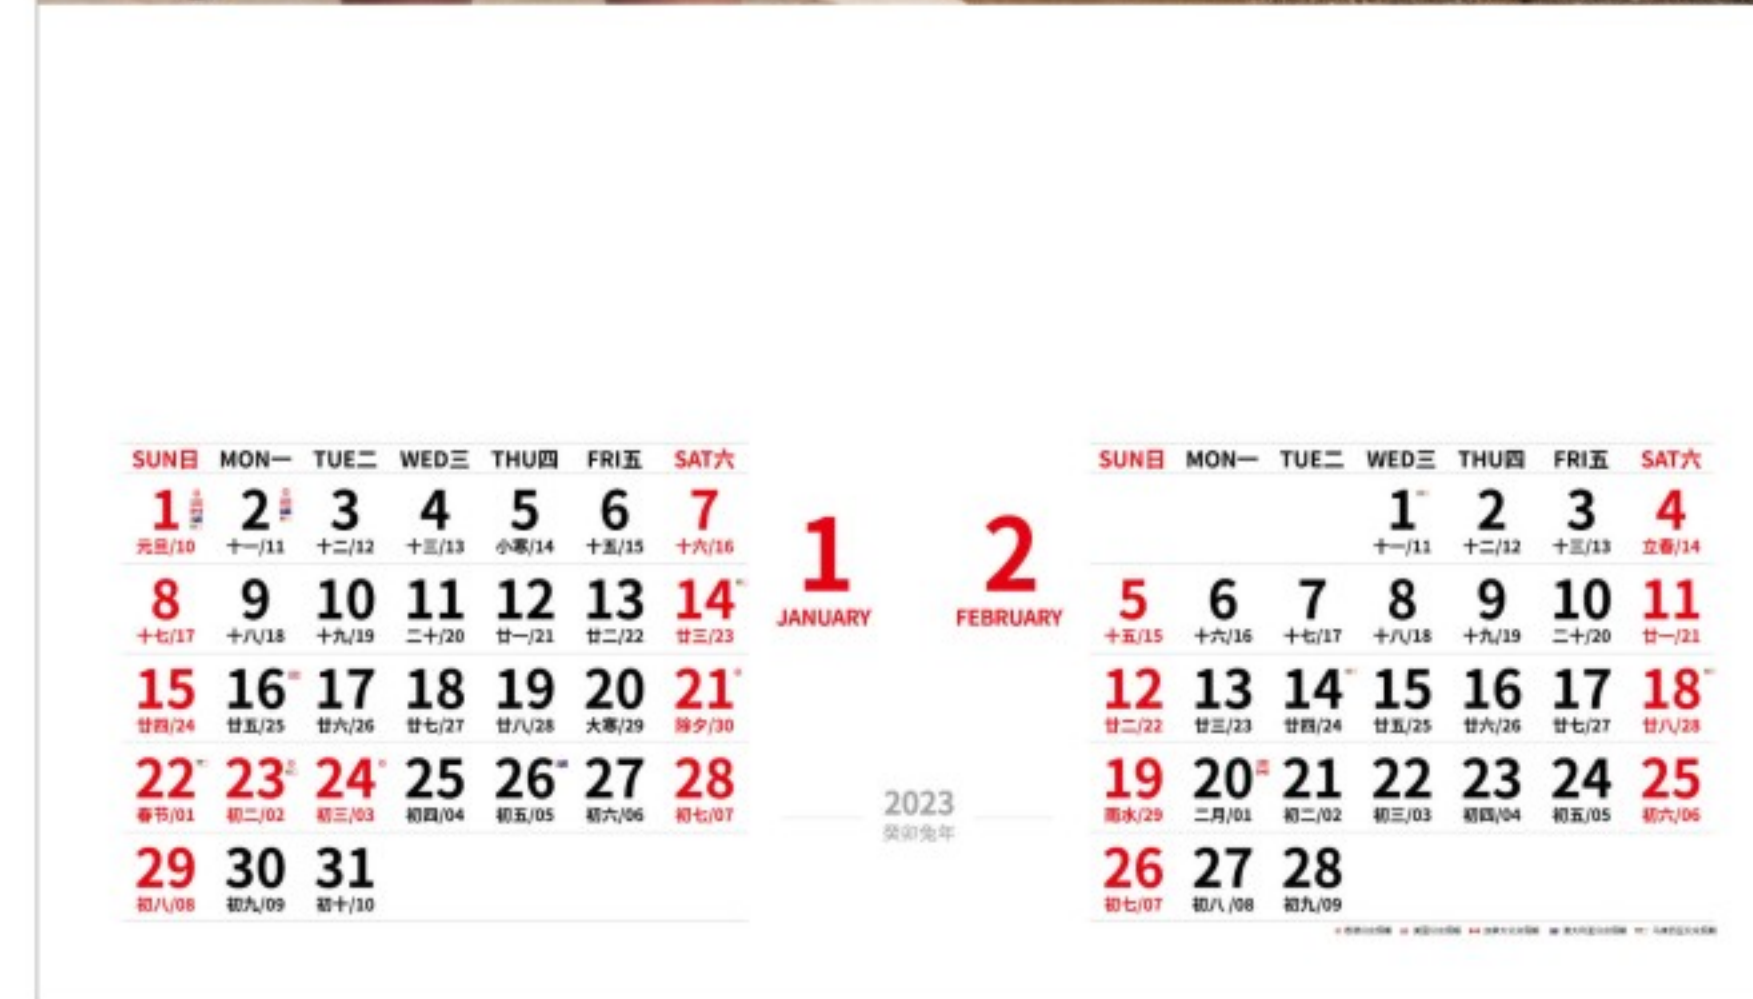 SUN日 MON一 TUE二 WED三 THU四 FRI五 SAT六
1 2 3 4 5 6 7
元旦/10 十一/11 十二/12 十三/13 小寒/14 十五/15 十六/16
8 9 10 11 12 13 14
十七/17 十八/18 十九/19 二十/20 廿一/21 廿二/22 廿三/23
15 16 17 18 19 20 21
廿四/24 廿五/25 廿六/26 廿七/27 廿八/28 大寒/29 除夕/30
22 23 24 25 26 27 28
春节/01 初二/02 初三/03 初四/04 初五/05 初六/06 初七/07
29 30 31
初八/08 初九/09 初十/10
1
JANUARY
2
FEBRUARY
2023
癸卯兔年
SUN日 MON一 TUE二 WED三 THU四 FRI五 SAT六
1 2 3 4
十一/11 十二/12 十三/13 立春/14
5 6 7 8 9 10 11
十五/15 十六/16 十七/17 十八/18 十九/19 二十/20 廿一/21
12 13 14 15 16 17 18
廿二/22 廿三/23 廿四/24 廿五/25 廿六/26 廿七/27 廿八/28
19 20 21 22 23 24 25
雨水/29 二月/01 初二/02 初三/03 初四/04 初五/05 初六/06
26 27 28
初七/07 初八/08 初九/09